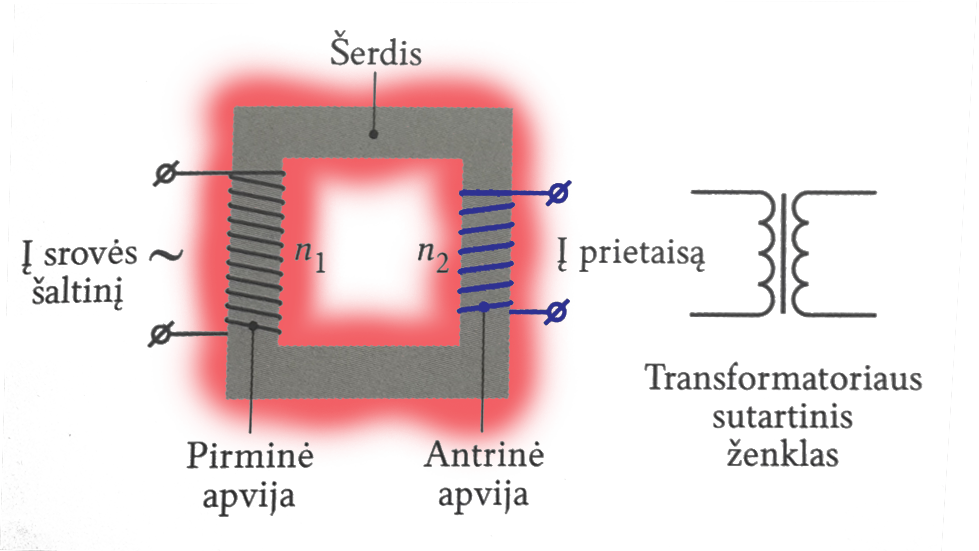 Šerdis
Į srovės ~
šaltinį
n1
n2
Į prietaisą
Pirminė
apvija
Antrinė
apvija
Transformatoriaus
sutartinis
ženklas